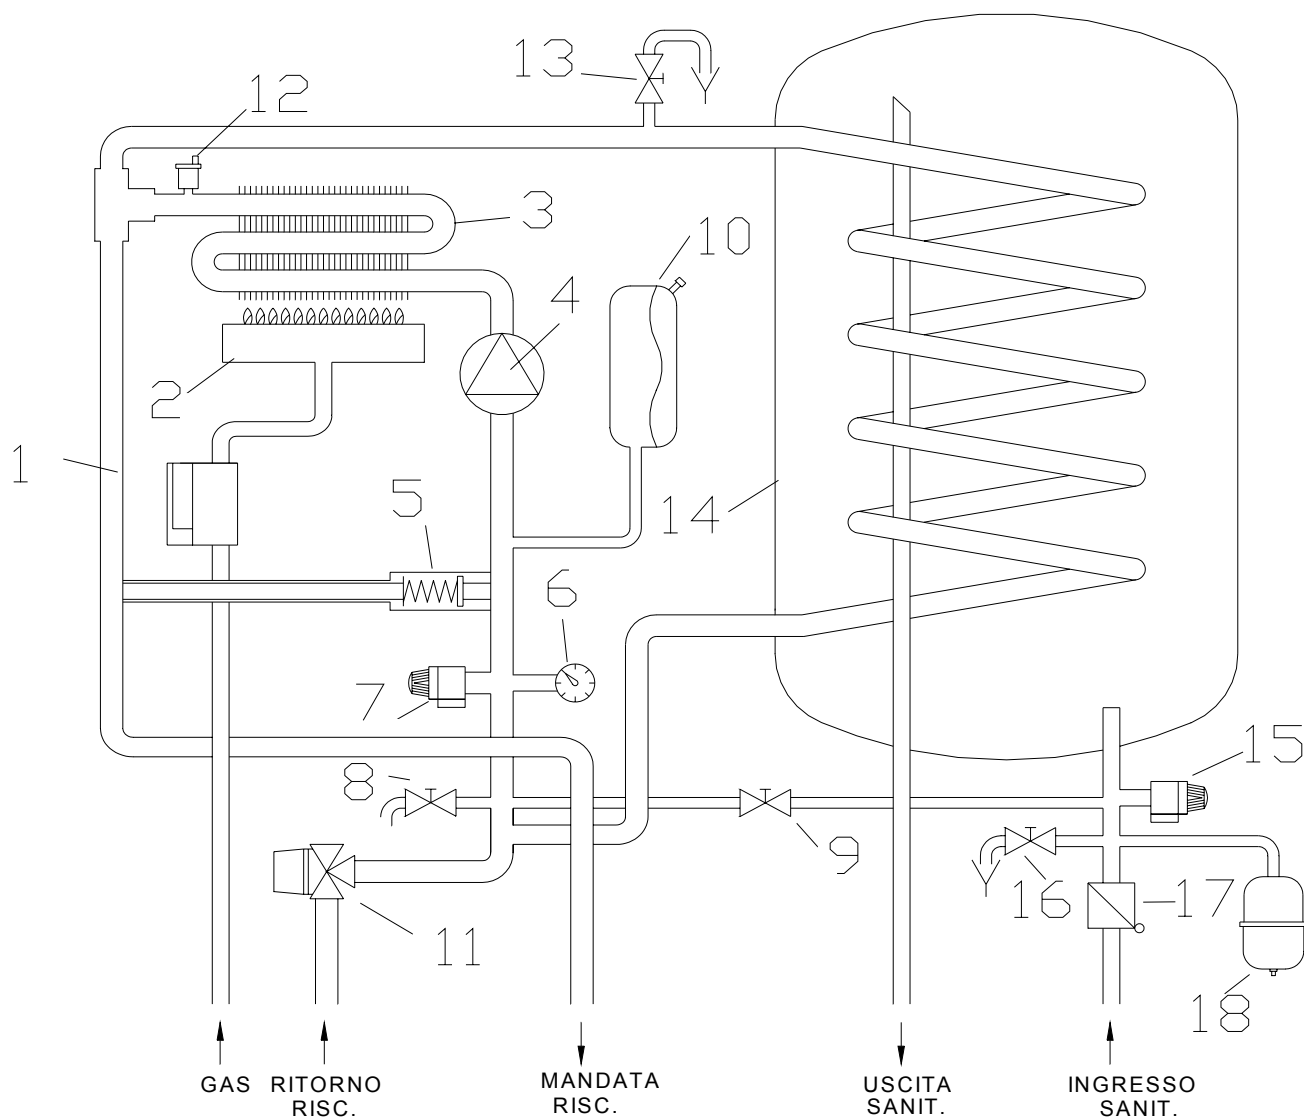 13
12
3
10
4
2
1
5
14
6
7
15
8
9
16
17
11
18
GAS
RITORNO
RISC.
MANDATA
RISC.
USCITA
SANIT.
INGRESSO
SANIT.